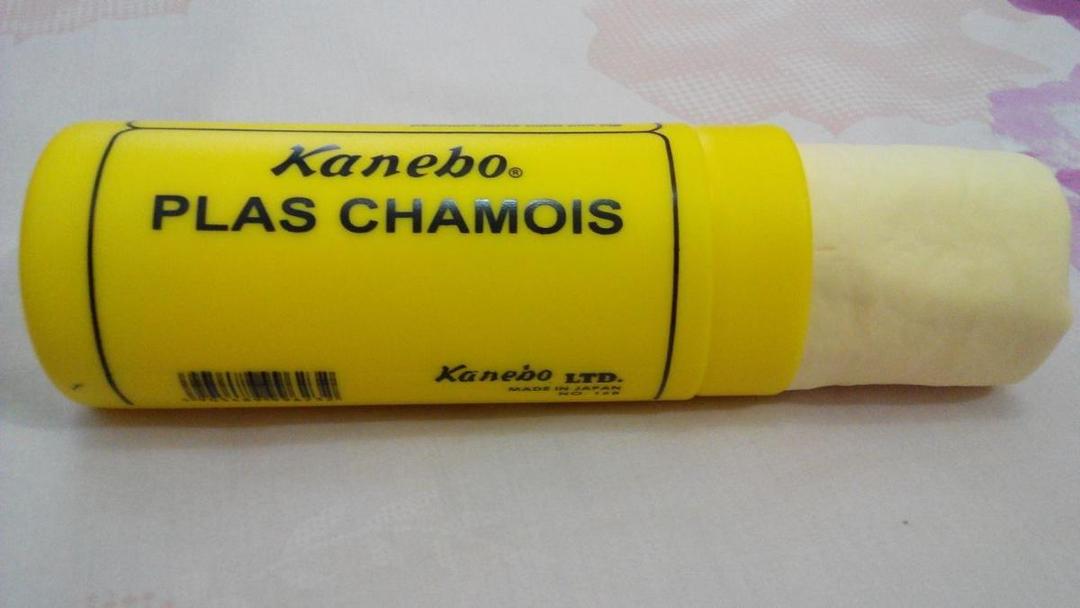 Kanebo®
PLAS CHAMOIS
Kanebo LTD.
MADE IN JAPAN